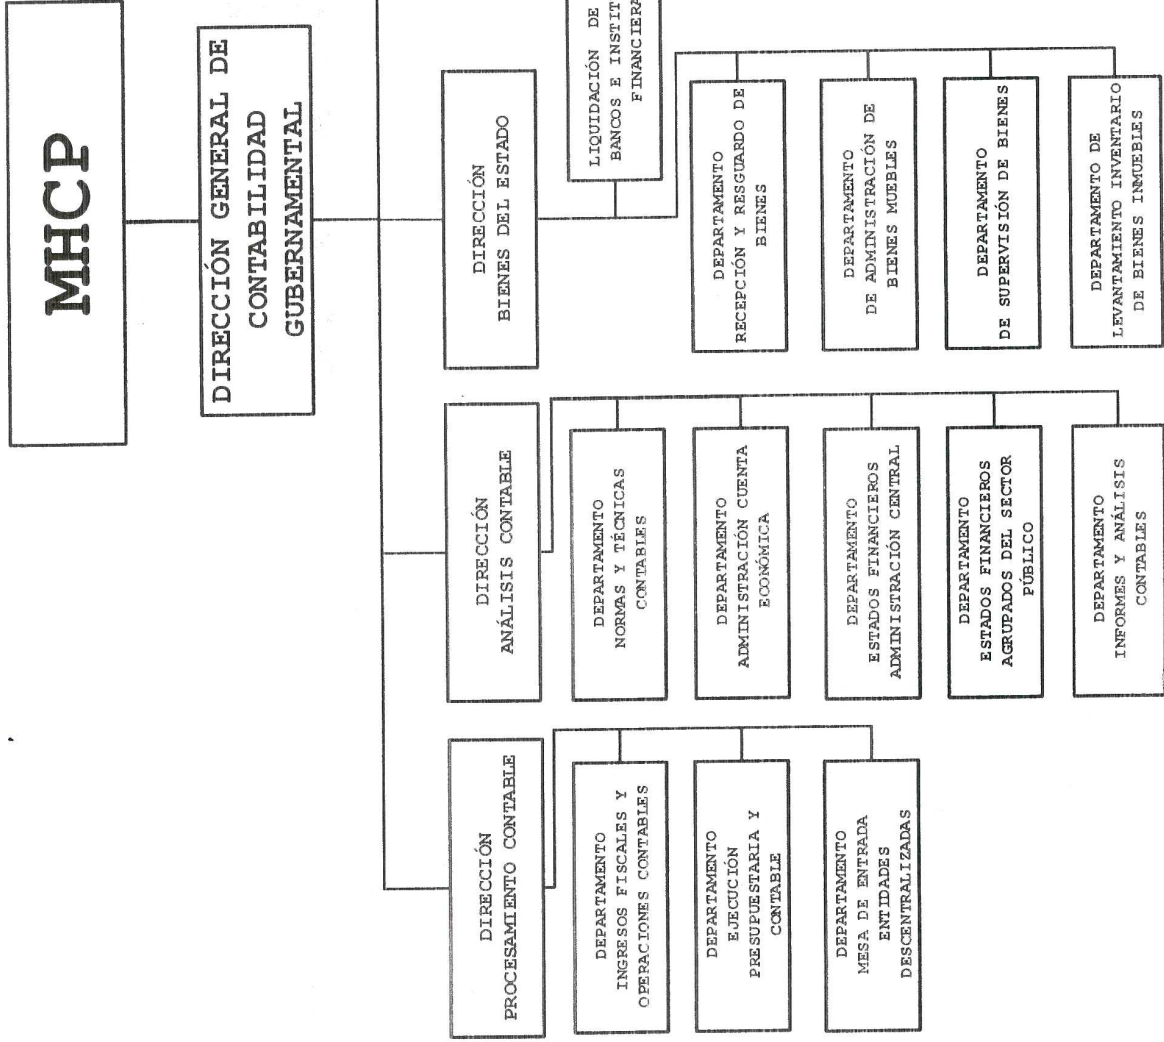 MHCP
DIRECCIÓN GENERAL DE
CONTABILIDAD
GUBERNAMENTAL
DIRECCIÓN
PROCESAMIENTO CONTABLE
DEPARTAMENTO
INGRESOS FISCALES Y
OPERACIONES CONTABLES
DEPARTAMENTO
EJECUCIÓN
PRESUPUESTARIA Y
CONTABLE
DEPARTAMENTO
MESA DE ENTRADA
ENTIDADES
DESCENTRALIZADAS
DIRECCIÓN
ANÁLISIS CONTABLE
DEPARTAMENTO
NORMAS Y TÉCNICAS
CONTABLES
DEPARTAMENTO
ADMINISTRACIÓN CUENTA
ECONÓMICA
DEPARTAMENTO
ESTADOS FINANCIEROS
ADMINISTRACIÓN CENTRAL
DEPARTAMENTO
ESTADOS FINANCIEROS
AGRUPADOS DEL SECTOR
PÚBLICO
DEPARTAMENTO
INFORMES Y ANÁLISIS
CONTABLES
DIRECCIÓN
BIENES DEL ESTADO
LIQUIDACIÓN DE
BANCOS E INSTIT
FINANCIERA
DEPARTAMENTO
RECEPCIÓN Y RESGUARDO DE
BIENES
DEPARTAMENTO
DE ADMINISTRACIÓN DE
BIENES MUEBLES
DEPARTAMENTO
DE SUPERVISIÓN DE BIENES
DEPARTAMENTO DE
LEVANTAMIENTO INVENTARIO
DE BIENES INMUEBLES